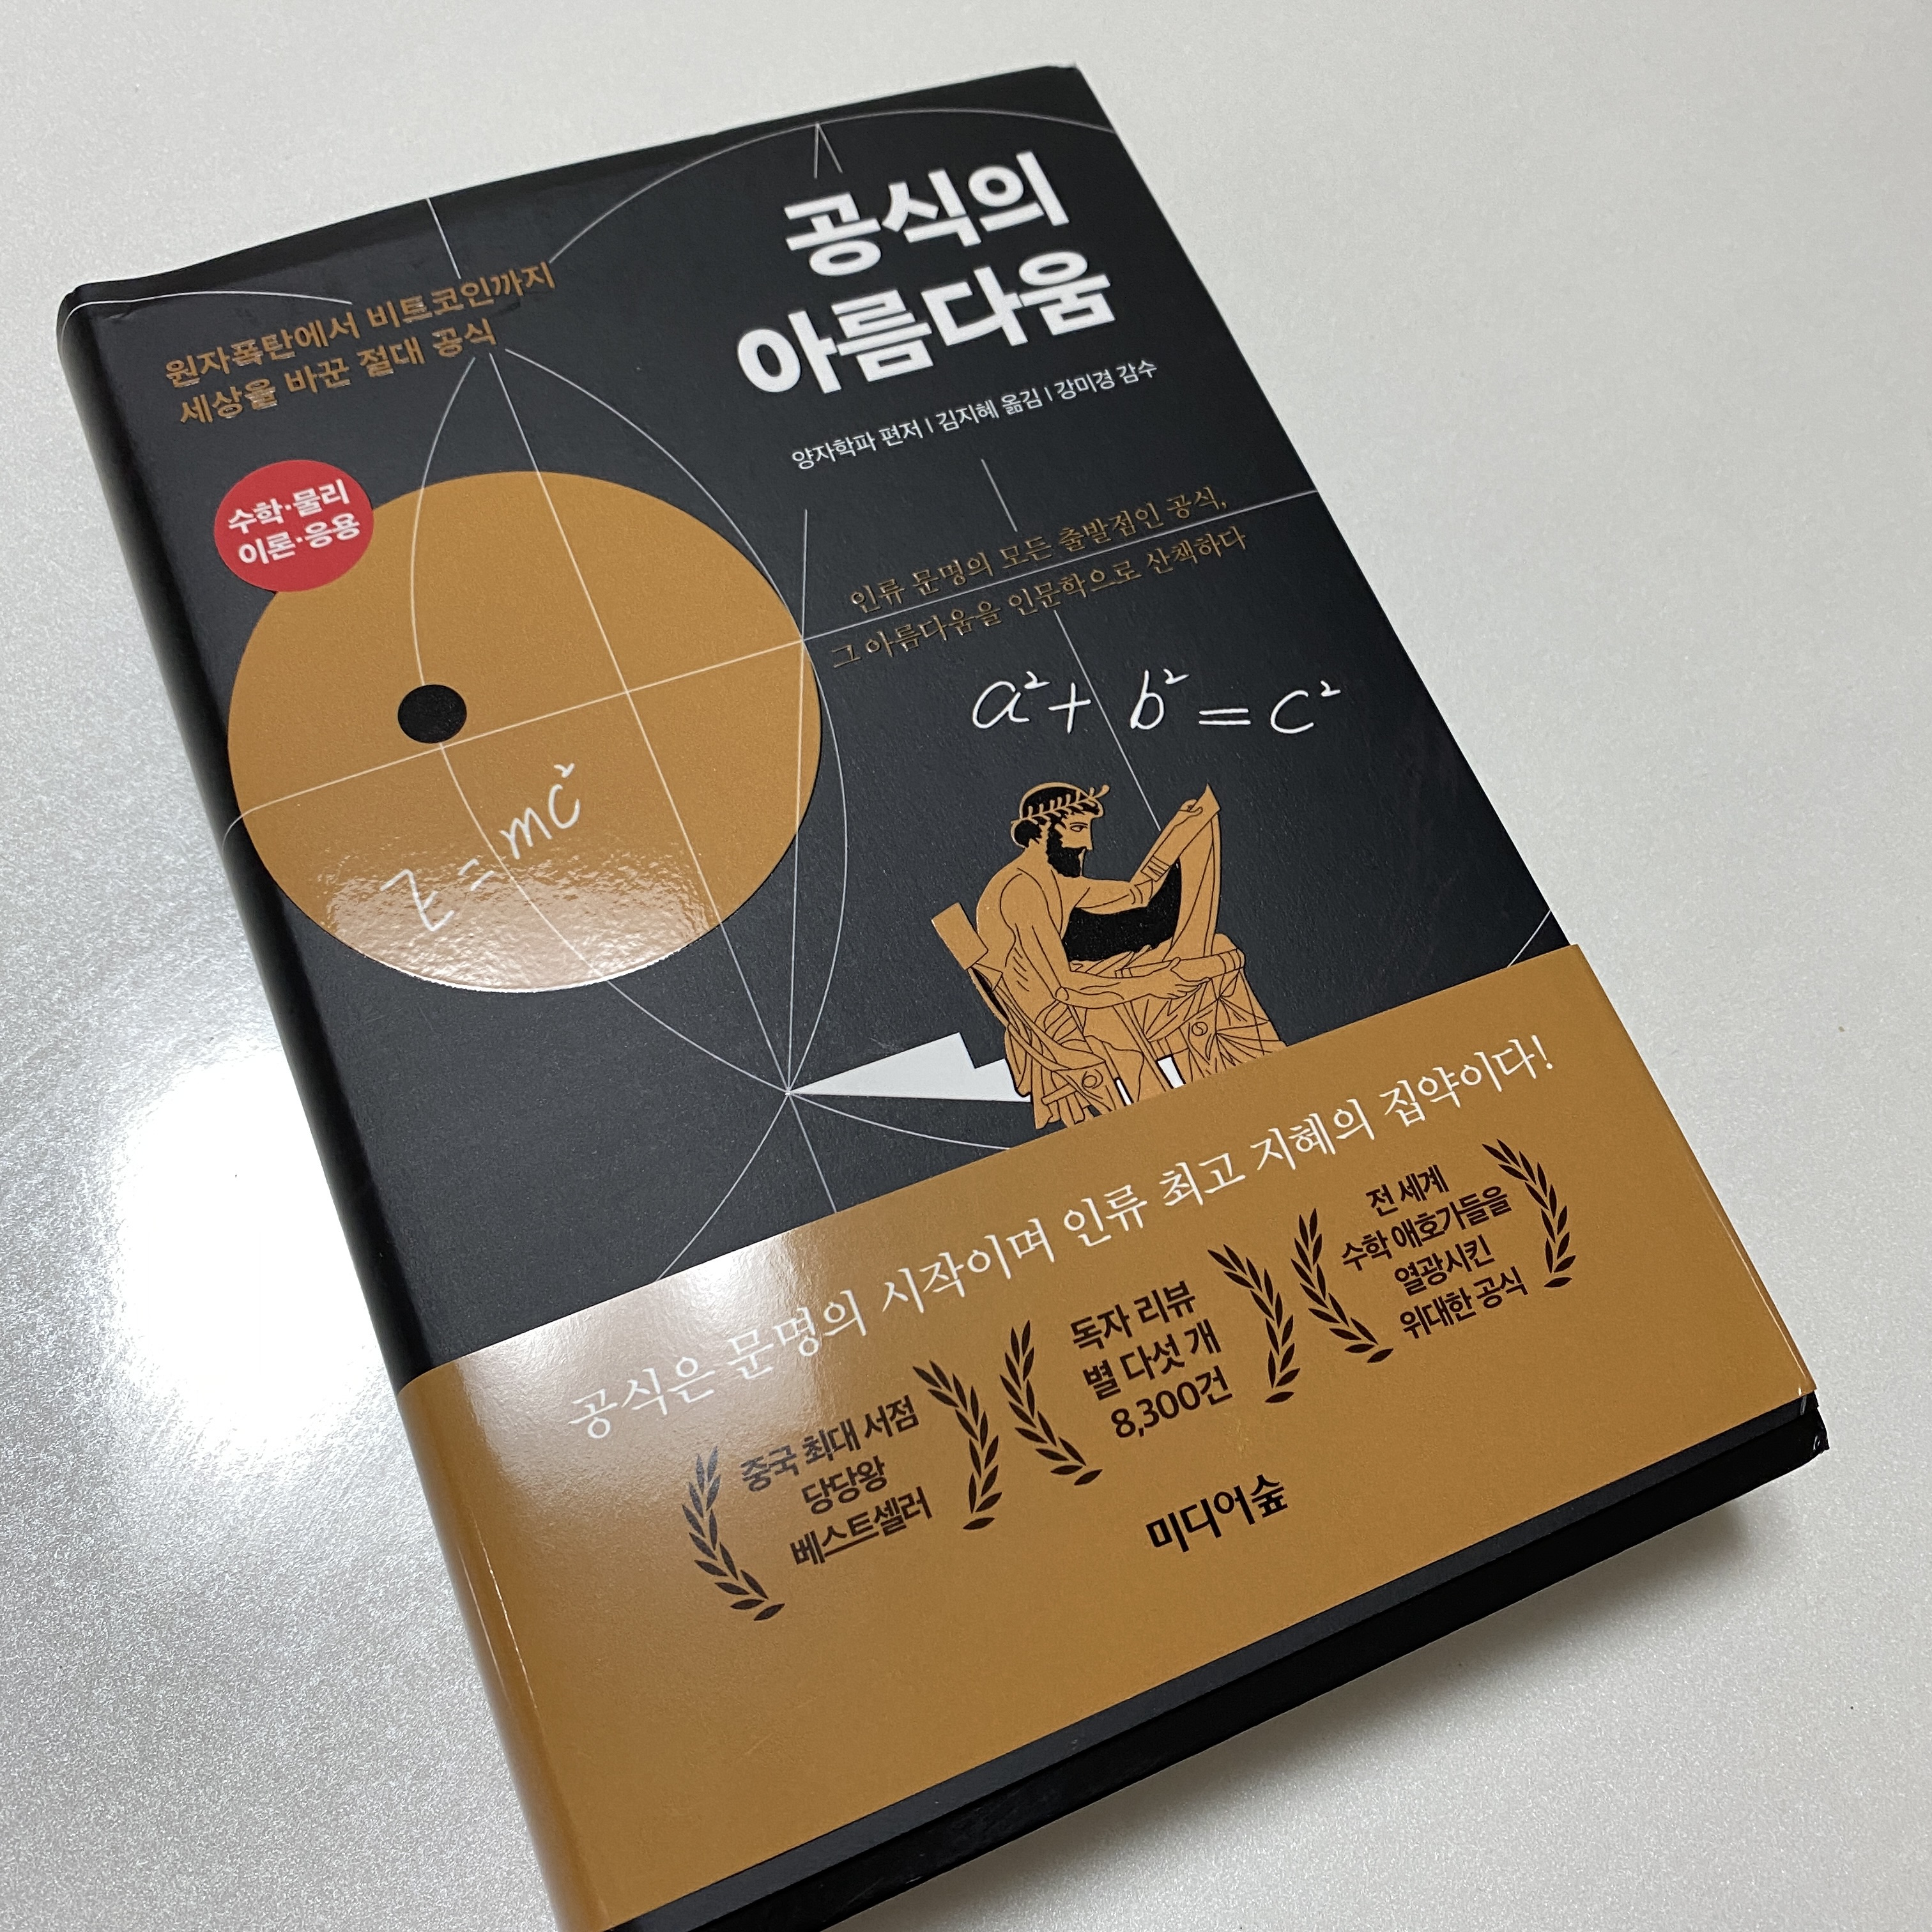 원자폭탄에서 비트코인까지
세상을 바꾼 절대 공식
공식의
아름다움
양자학파 편저 | 김지혜 옮김 | 강미경 감수
수학·물리
이론·응용
인류 문명의 모든 출발점인 공식,
그 아름다움을 인문학으로 산책하다
a²+ b²=c²
E=mc²
공식은 문명의 시작이며 인류 최고 지혜의 집약이다!
중국 최대 서점
당당왕
베스트셀러
독자 리뷰
별 다섯 개
8,300건
전 세계
수학 애호가들을
열광시킨
위대한 공식
미디어숲